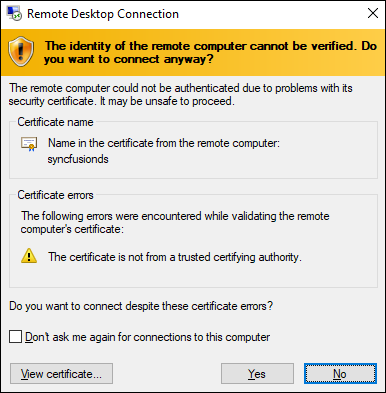 Remote Desktop Connection
The identity of the remote computer cannot be verified. Do
you want to connect anyway?
The remote computer could not be authenticated due to problems with its
security certificate. It may be unsafe to proceed.
Certificate name
Name in the certificate from the remote computer:
syncfusionds
Certificate errors
The following errors were encountered while validating the remote
computer's certificate:
The certificate is not from a trusted certifying authority.
Do you want to connect despite these certificate errors?
Don't ask me again for connections to this computer
View certificate...
Yes
No